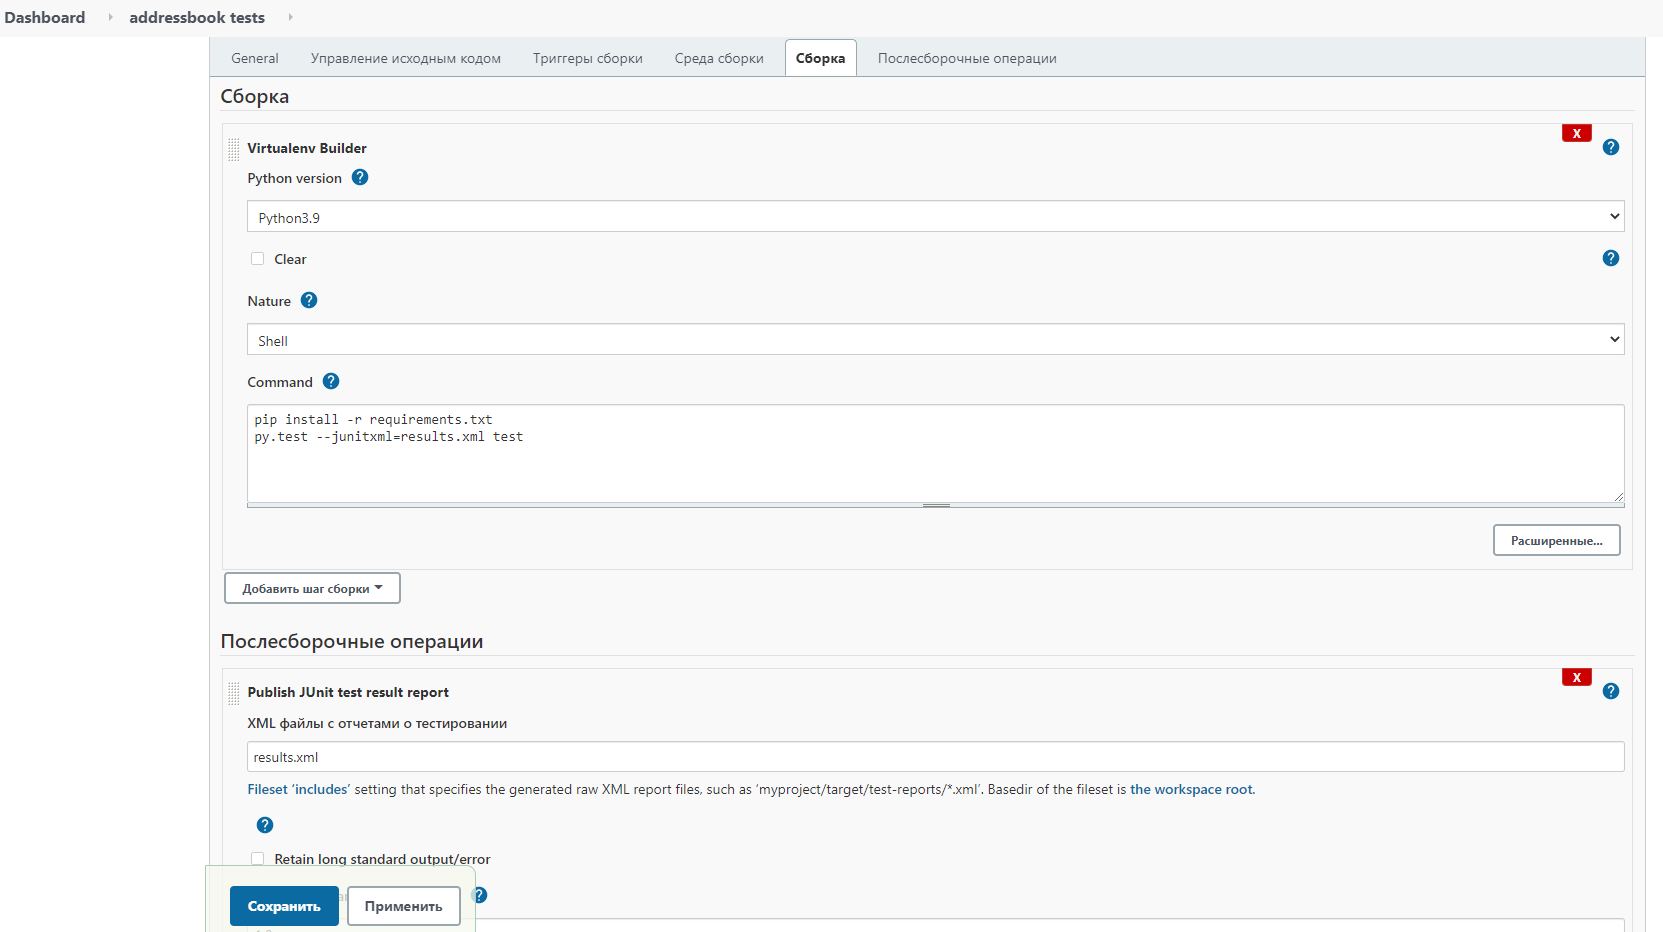 Dashboard
addressbook tests
General
Управление исходным кодом
Триггеры сборки
Среда сборки
Сборка
Послесборочные операции
Сборка
X
Virtualenv Builder
?
Python version ?
Python3.9
Clear
?
Nature ?
Shell
Command ?
pip install -r requirements.txt
py.test --junitxml=results.xml test
Расширенные...
Добавить шаг сборки
Послесборочные операции
X
Publish JUnit test result report
?
XML файлы с отчетами о тестировании
results.xml
Fileset ‘includes’ setting that specifies the generated raw XML report files, such as ‘myproject/target/test-reports/*.xml’. Basedir of the fileset is the workspace root.
?
Retain long standard output/error
?
Сохранить
Применить